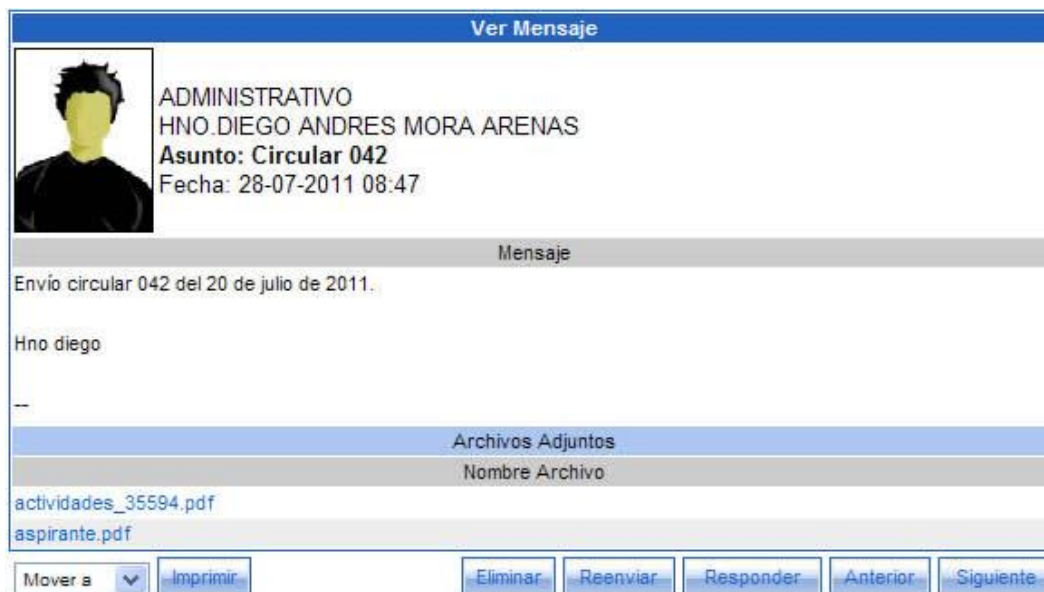 Ver Mensaje
ADMINISTRATIVO
HNO.DIEGO ANDRES MORA ARENAS
Asunto: Circular 042
Fecha: 28-07-2011 08:47
Mensaje
Envío circular 042 del 20 de julio de 2011.
Hno diego
--
Archivos Adjuntos
Nombre Archivo
actividades_35594.pdf
aspirante.pdf
Mover a Imprimir Eliminar Reenviar Responder Anterior Siguiente